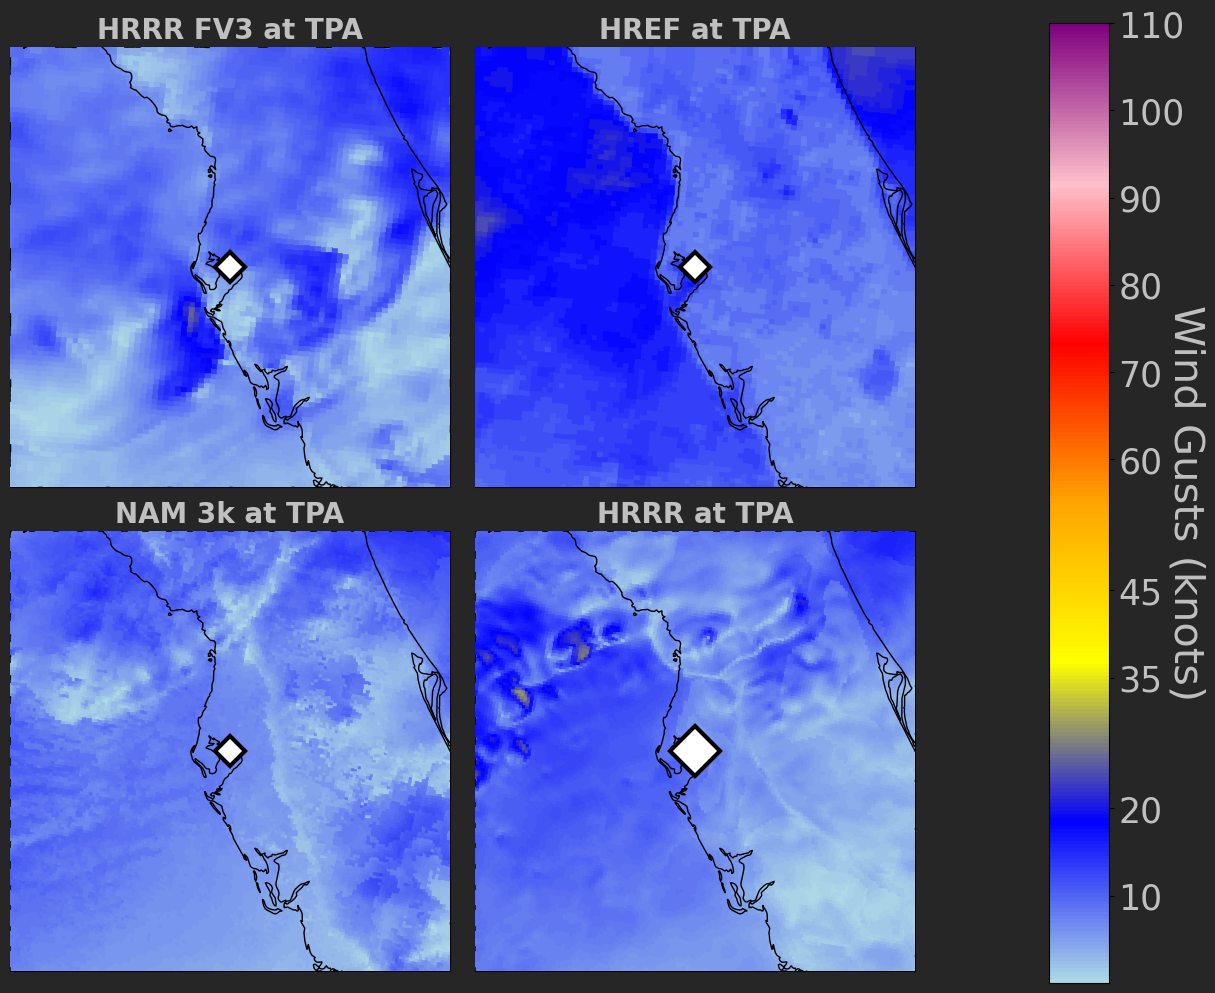 HRRR FV3 at TPA
HREF at TPA
NAM 3k at TPA
HRRR at TPA
110
100
90
80
70
60
45
35
20
10
Wind Gusts (knots)